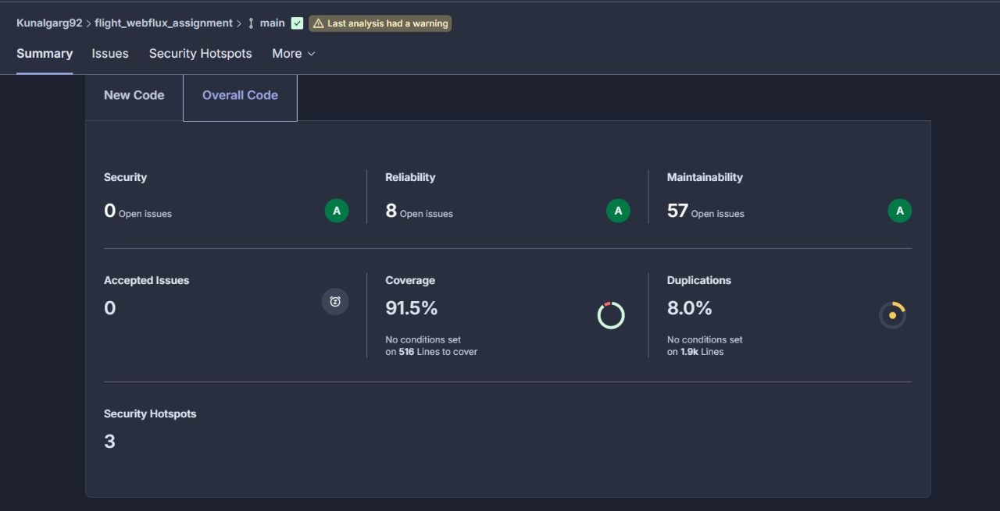 Kunalgarg92 > flight_webflux_assignment > main Last analysis had a warning
Summary Issues Security Hotspots More
New Code Overall Code
Security
0 Open issues
A
Reliability
8 Open issues
A
Maintainability
57 Open issues
A
Accepted Issues
0
Coverage
91.5%
No conditions set
on 516 Lines to cover
Duplications
8.0%
No conditions set
on 1.9k Lines
Security Hotspots
3